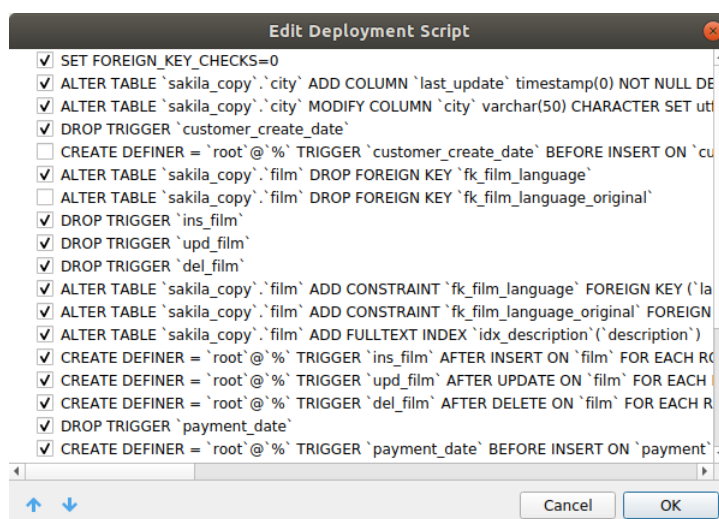 Edit Deployment Script
SET FOREIGN_KEY_CHECKS=0
ALTER TABLE `sakila_copy`.`city` ADD COLUMN `last_update` timestamp(0) NOT NULL DE
ALTER TABLE `sakila_copy`.`city` MODIFY COLUMN `city` varchar(50) CHARACTER SET utf
DROP TRIGGER `customer_create_date`
CREATE DEFINER = `root`@`%` TRIGGER `customer_create_date` BEFORE INSERT ON `cu
ALTER TABLE `sakila_copy`.`film` DROP FOREIGN KEY `fk_film_language`
ALTER TABLE `sakila_copy`.`film` DROP FOREIGN KEY `fk_film_language_original`
DROP TRIGGER `ins_film`
DROP TRIGGER `upd_film`
DROP TRIGGER `del_film`
ALTER TABLE `sakila_copy`.`film` ADD CONSTRAINT `fk_film_language` FOREIGN KEY (`la
ALTER TABLE `sakila_copy`.`film` ADD CONSTRAINT `fk_film_language_original` FOREIGN
ALTER TABLE `sakila_copy`.`film` ADD FULLTEXT INDEX `idx_description`(`description`)
CREATE DEFINER = `root`@`%` TRIGGER `ins_film` AFTER INSERT ON `film` FOR EACH RO
CREATE DEFINER = `root`@`%` TRIGGER `upd_film` AFTER UPDATE ON `film` FOR EACH
CREATE DEFINER = `root`@`%` TRIGGER `del_film` AFTER DELETE ON `film` FOR EACH R
DROP TRIGGER `payment_date`
CREATE DEFINER = `root`@`%` TRIGGER `payment_date` BEFORE INSERT ON `payment`
Cancel
OK